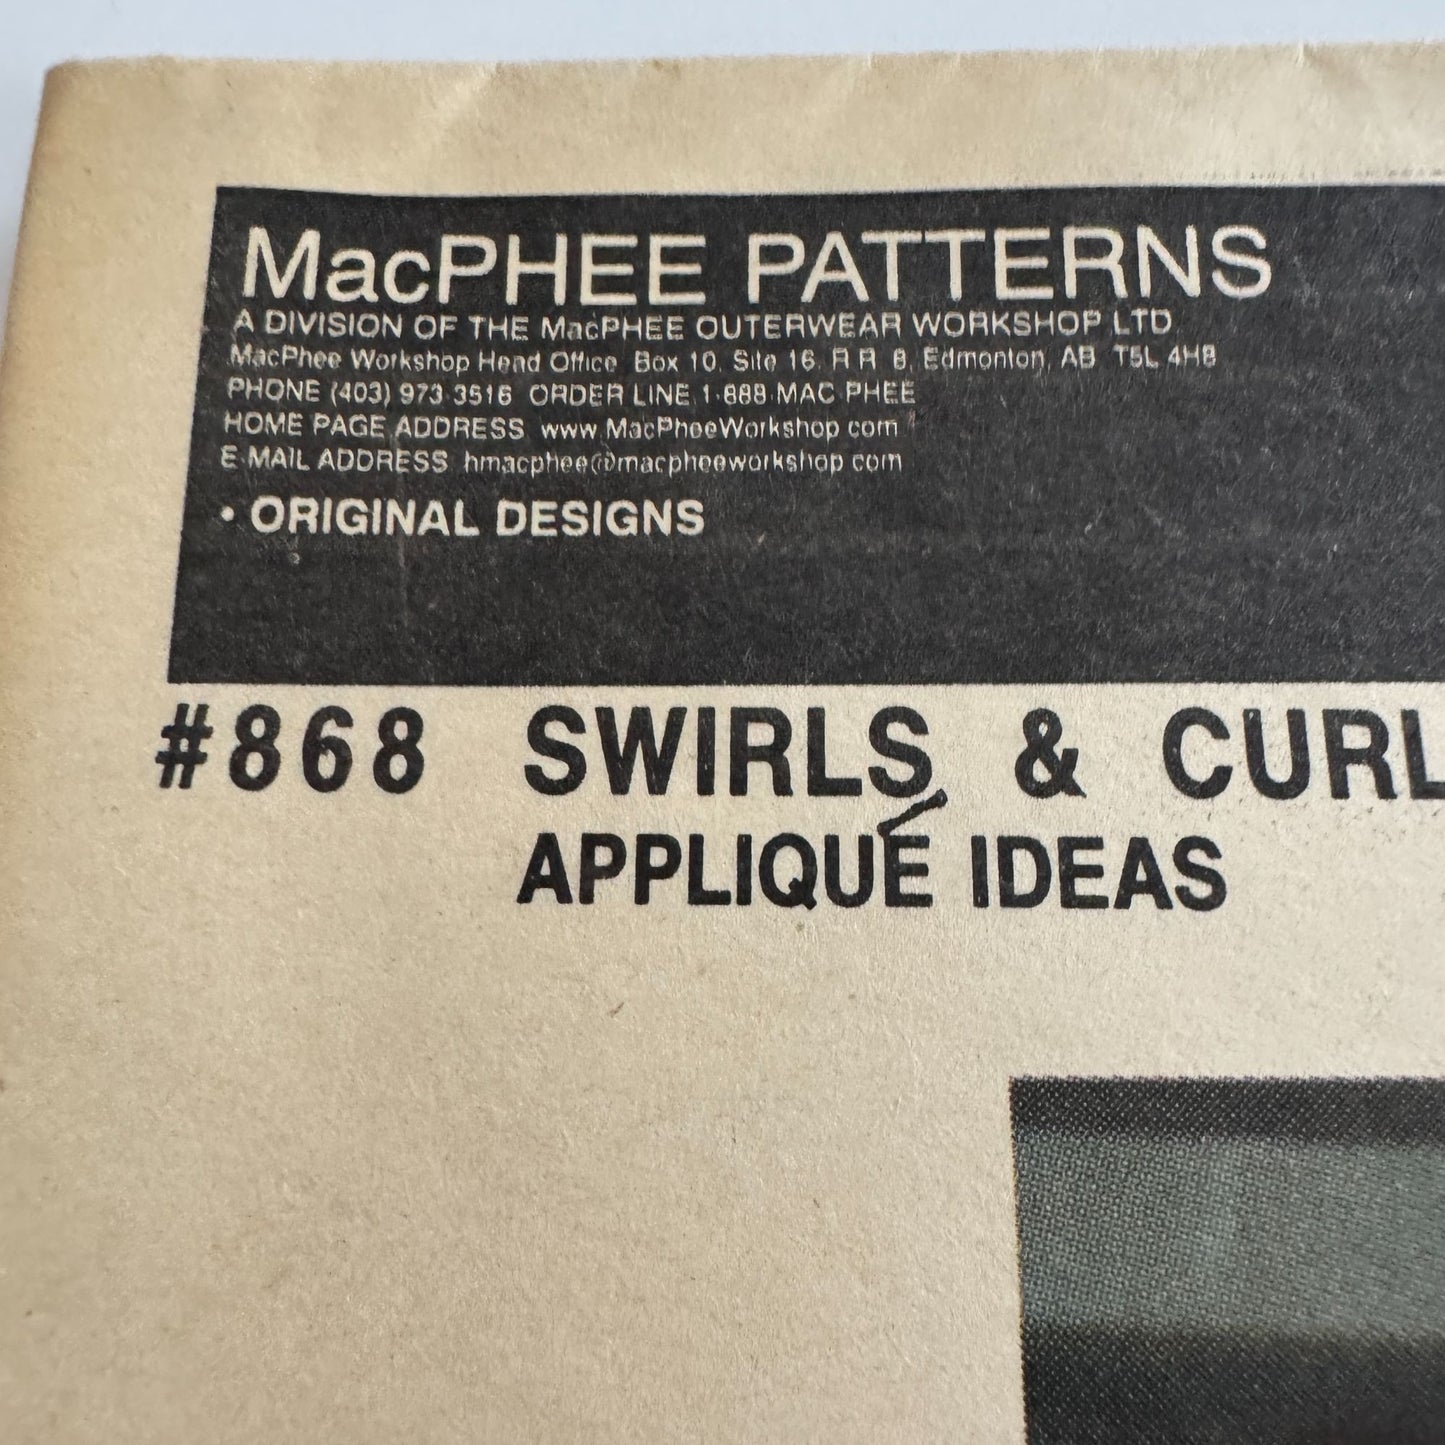 MacPHEE PATTERNS
A DIVISION OF THE MacPHEE OUTERWEAR WORKSHOP LTD.
MacPhee Workshop Head Office Box 10, Site 16, R.R. 8, Edmonton, AB T5L 4H8
PHONE (403) 973-3516 ORDER LINE 1-888-MAC PHEE
HOME PAGE ADDRESS www.MacPheeWorkshop.com
E-MAIL ADDRESS hmacphee@macpheeworkshop.com
• ORIGINAL DESIGNS
#868 SWIRLS & CURL
APPLIQUÉ IDEAS